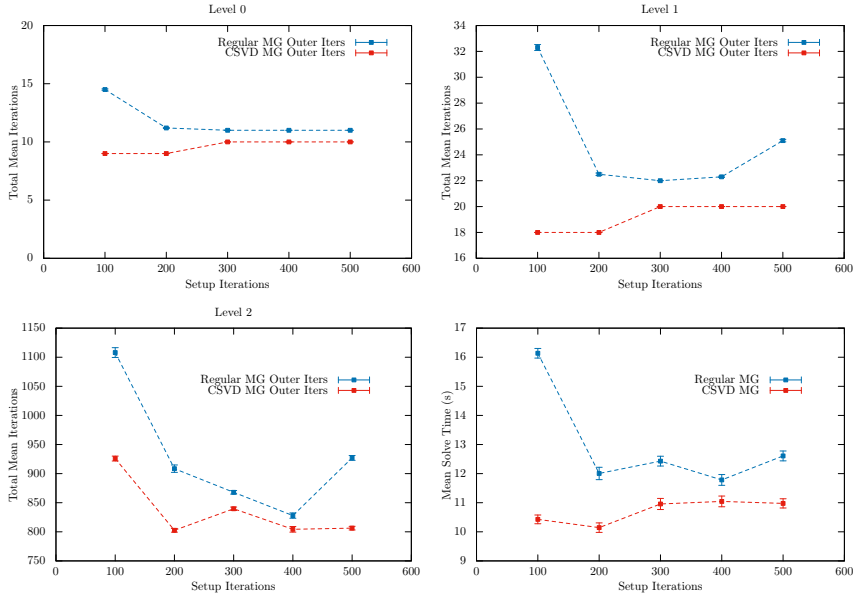 Level 0
20
15
10
5
0
Total Mean Iterations
Regular MG Outer Iters
CSVD MG Outer Iters
0 100 200 300 400 500 600
Setup Iterations
Level 1
34
32
30
28
26
24
22
20
18
16
Total Mean Iterations
Regular MG Outer Iters
CSVD MG Outer Iters
0 100 200 300 400 500 600
Setup Iterations
Level 2
1150
1100
1050
1000
950
900
850
800
750
Total Mean Iterations
Regular MG Outer Iters
CSVD MG Outer Iters
0 100 200 300 400 500 600
Setup Iterations
17
16
15
14
13
12
11
10
9
Mean Solve Time (s)
Regular MG
CSVD MG
0 100 200 300 400 500 600
Setup Iterations